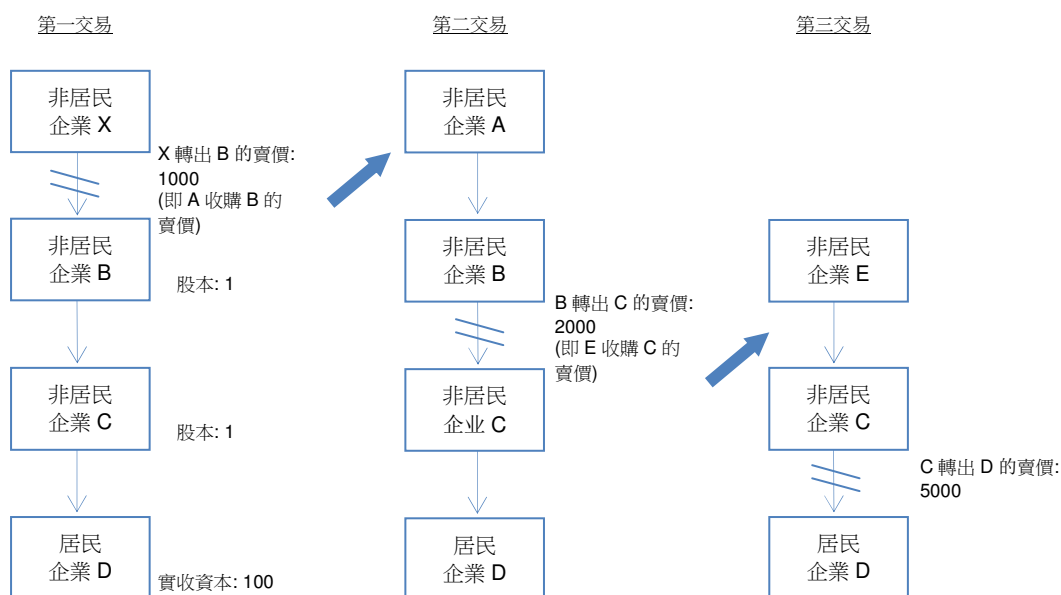 第一交易
非居民
企業 X
X 轉出 B 的賣價:
1000
(即 A 收購 B 的
賣價)
非居民
企業 B
股本: 1
非居民
企業 C
股本: 1
居民
企業 D
實收資本: 100
第二交易
非居民
企業 A
非居民
企業 B
B 轉出 C 的賣價:
2000
(即 E 收購 C 的
賣價)
非居民
企业 C
居民
企業 D
第三交易
非居民
企業 E
非居民
企業 C
C 轉出 D 的賣價:
5000
居民
企業 D